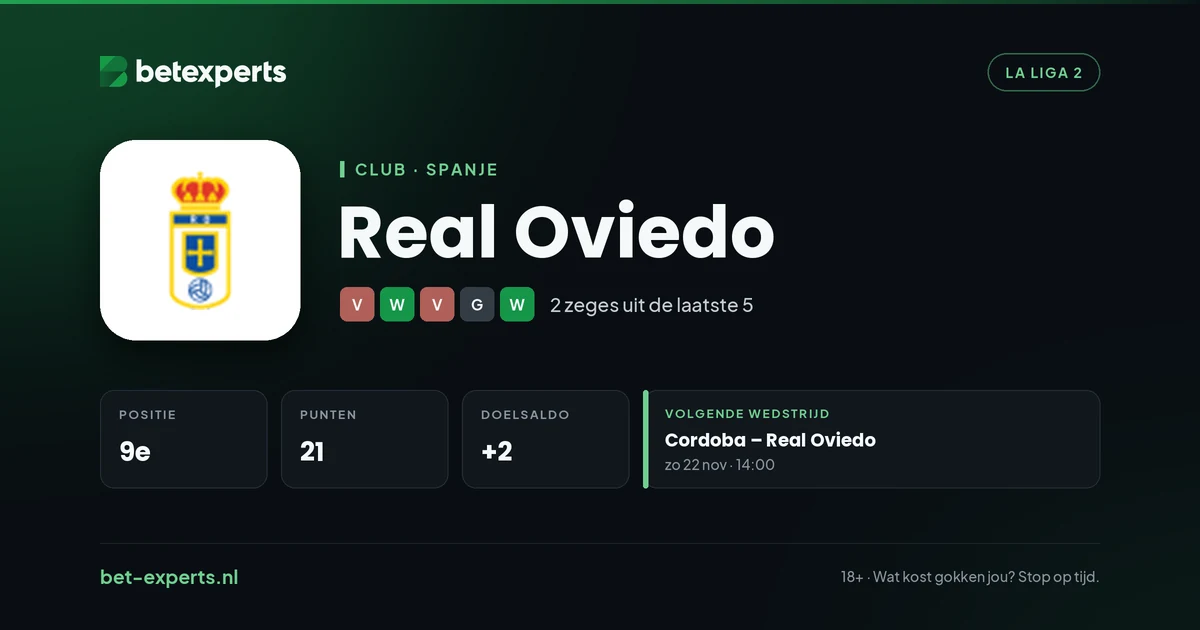 betexperts
LA LIGA 2
CLUB · SPANJE
Real Oviedo
V W V G W 2 zeges uit de laatste 5
POSITIE
9e
PUNTEN
21
DOELSALDO
+2
VOLGENDE WEDSTRIJD
Cordoba – Real Oviedo
zo 22 nov · 14:00
bet-experts.nl
18+ · Wat kost gokken jou? Stop op tijd.